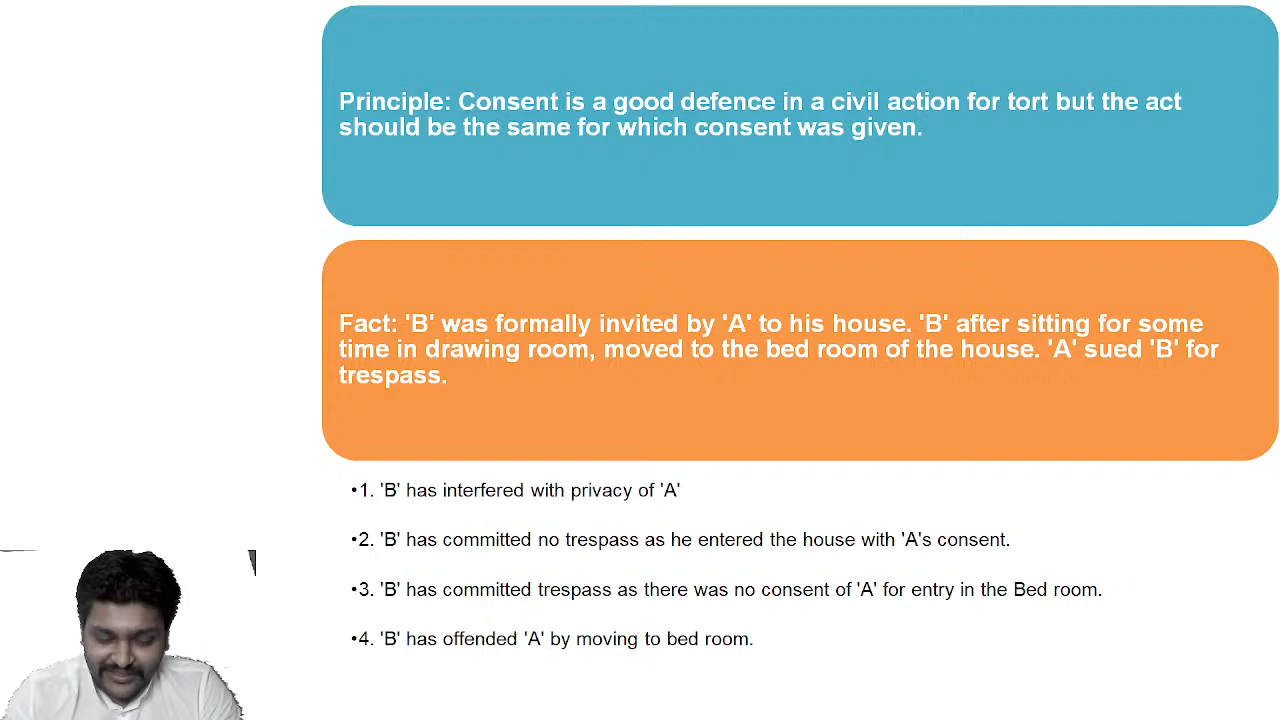 Principle: Consent is a good defence in a civil action for tort but the act
should be the same for which consent was given.
Fact: 'B' was formally invited by 'A' to his house. 'B' after sitting for some
time in drawing room, moved to the bed room of the house. 'A' sued 'B' for
trespass.
•1. 'B' has interfered with privacy of 'A'
•2. 'B' has committed no trespass as he entered the house with 'A's consent.
•3. 'B' has committed trespass as there was no consent of 'A' for entry in the Bed room.
•4. 'B' has offended 'A' by moving to bed room.